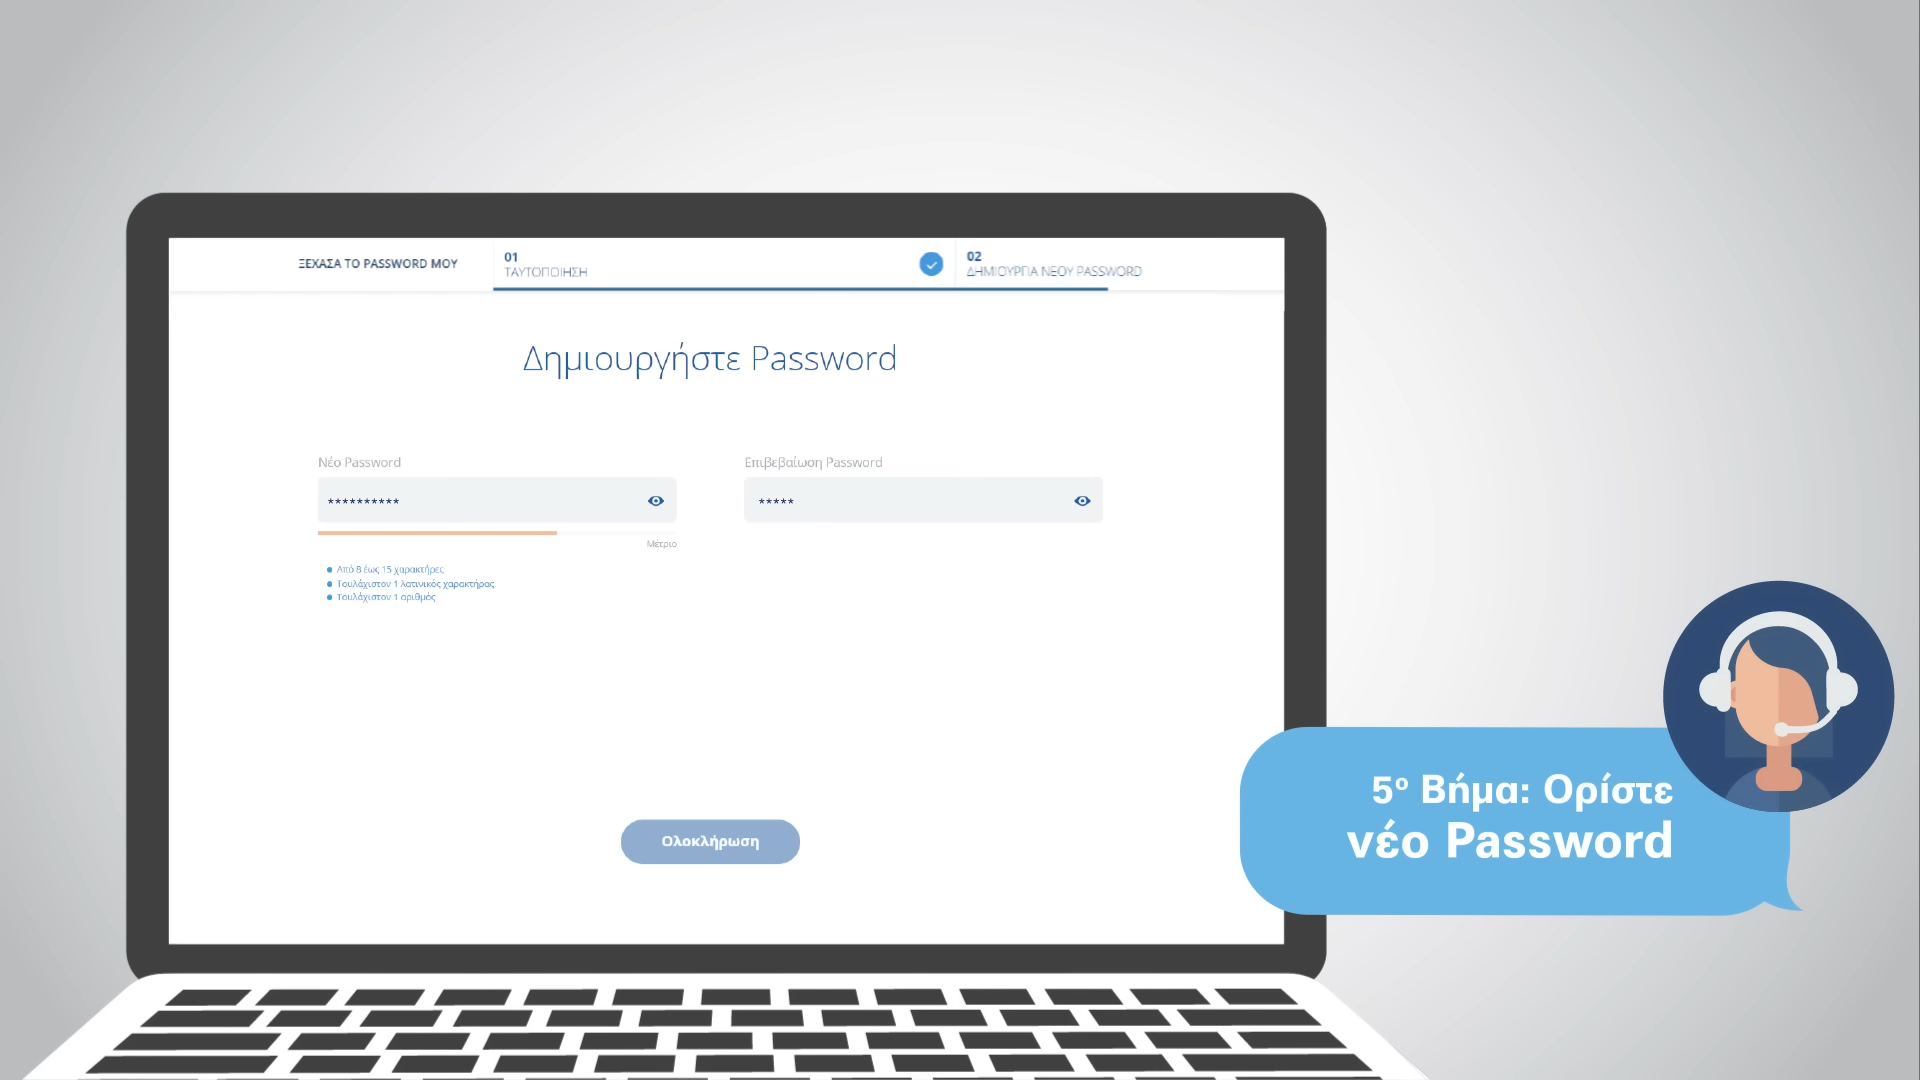 ΞΕΧΑΣΑ ΤΟ PASSWORD ΜΟΥ
01
ΤΑΥΤΟΠΟΙΗΣΗ
02
ΔΗΜΙΟΥΡΓΙΑ ΝΕΟΥ PASSWORD
Δημιουργήστε Password
Νέο Password
**********
Επιβεβαίωση Password
*****
Μέτριο
Από 8 έως 15 χαρακτήρες
Τουλάχιστον 1 λατινικός χαρακτήρας
Τουλάχιστον 1 αριθμός
Ολοκλήρωση
5ο Βήμα: Ορίστε
νέο Password